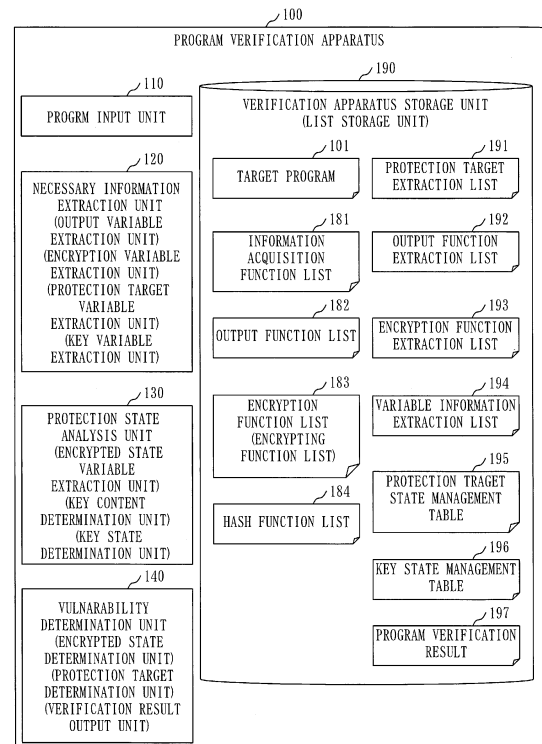 100
PROGRAM VERIFICATION APPARATUS
110
PROGRM INPUT UNIT
120
NECESSARY INFORMATION
EXTRACTION UNIT
(OUTPUT VARIABLE
EXTRACTION UNIT)
(ENCRYPTION VARIABLE
EXTRACTION UNIT)
(PROTECTION TARGET
VARIABLE
EXTRACTION UNIT)
(KEY VARIABLE
EXTRACTION UNIT)
130
PROTECTION STATE
ANALYSIS UNIT
(ENCRYPTED STATE
VARIABLE
EXTRACTION UNIT)
(KEY CONTENT
DETERMINATION UNIT)
(KEY STATE
DETERMINATION UNIT)
140
VULNARABILITY
DETERMINATION UNIT
(ENCRYPTED STATE
DETERMINATION UNIT)
(PROTECTION TARGET
DETERMINATION UNIT)
(VERIFICATION RESULT
OUTPUT UNIT)
190
VERIFICATION APPARATUS STORAGE UNIT
(LIST STORAGE UNIT)
101
TARGET PROGRAM
181
INFORMATION
ACQUISITION
FUNCTION LIST
182
OUTPUT FUNCTION LIST
183
ENCRYPTION
FUNCTION LIST
(ENCRYPTING
FUNCTION LIST)
184
HASH FUNCTION LIST
191
PROTECTION TARGET
EXTRACTION LIST
192
OUTPUT FUNCTION
EXTRACTION LIST
193
ENCRYPTION FUNCTION
EXTRACTION LIST
194
VARIABLE INFORMATION
EXTRACTION LIST
195
PROTECTION TRAGET
STATE MANAGEMENT
TABLE
196
KEY STATE MANAGEMENT
TABLE
197
PROGRAM VERIFICATION
RESULT